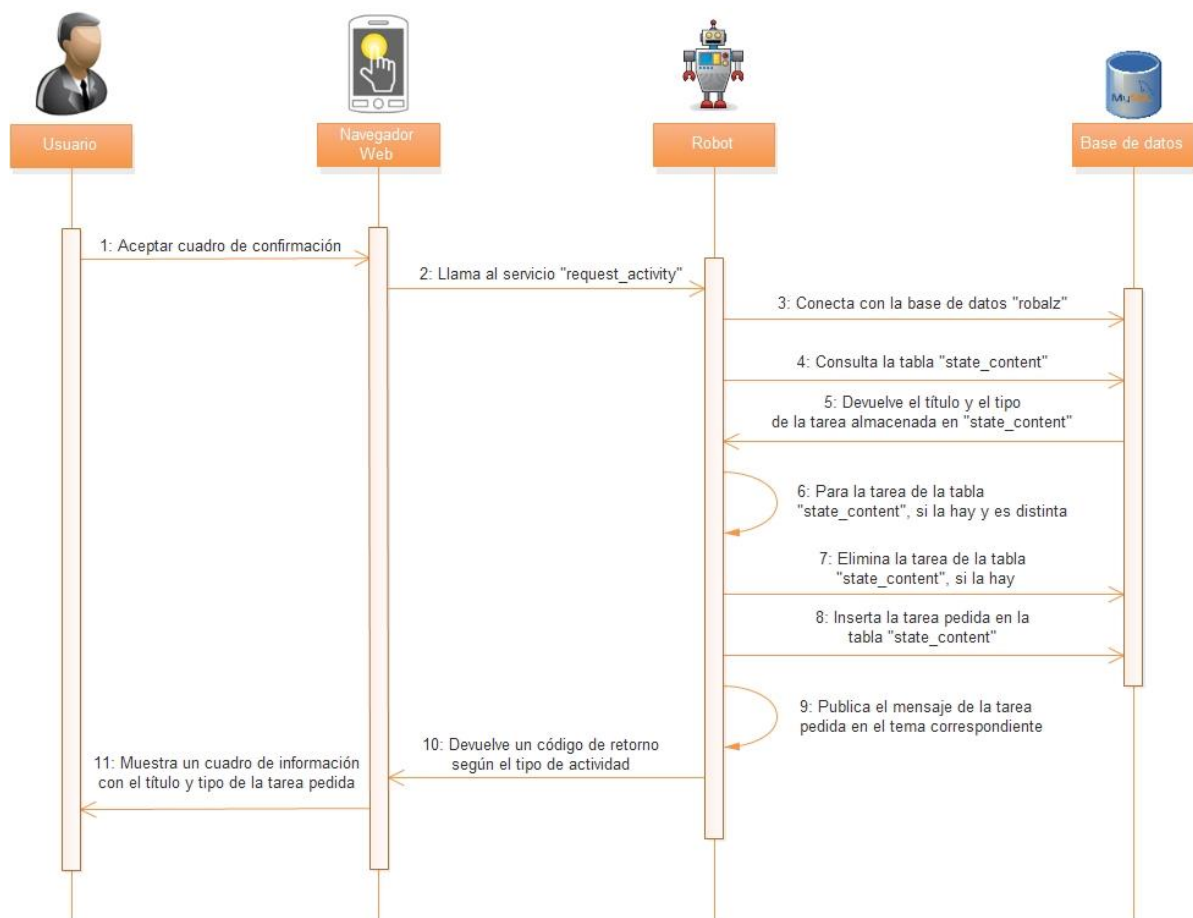 MySQL
Usuario
Navegador
Web
Robot
Base de datos
1: Aceptar cuadro de confirmación
2: Llama al servicio "request_activity"
3: Conecta con la base de datos "robalz"
4: Consulta la tabla "state_content"
5: Devuelve el título y el tipo
de la tarea almacenada en "state_content"
6: Para la tarea de la tabla
"state_content", si la hay y es distinta
7: Elimina la tarea de la tabla
"state_content", si la hay
8: Inserta la tarea pedida en la
tabla "state_content"
9: Publica el mensaje de la tarea
pedida en el tema correspondiente
10: Devuelve un código de retorno
según el tipo de actividad
11: Muestra un cuadro de información
con el título y tipo de la tarea pedida